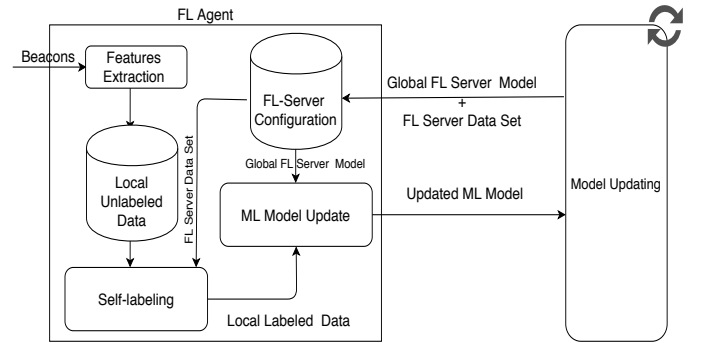 FL Agent
Beacons
Features
Extraction
FL-Server
Configuration
Global FL Server Model
+
FL Server Data Set
Local
Unlabeled
Data
FL Server Data Set
Global FL Server Model
ML Model Update
Updated ML Model
Model Updating
Self-labeling
Local Labeled Data